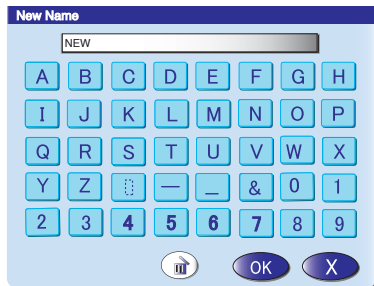 New Name
NEW
A B C D E F G H
I J K L M N O P
Q R S T U V W X
Y Z — _ & 0 1
2 3 4 5 6 7 8 9
OK X